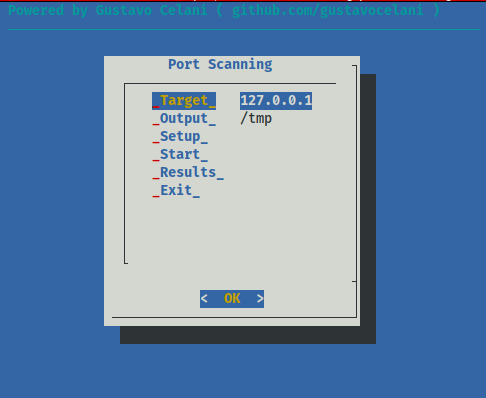 Powered by Gustavo Celani ( github.com/gustavocelani )
Port Scanning
_Target_ 127.0.0.1
_Output_ /tmp
_Setup_
_Start_
_Results_
_Exit_
< OK >